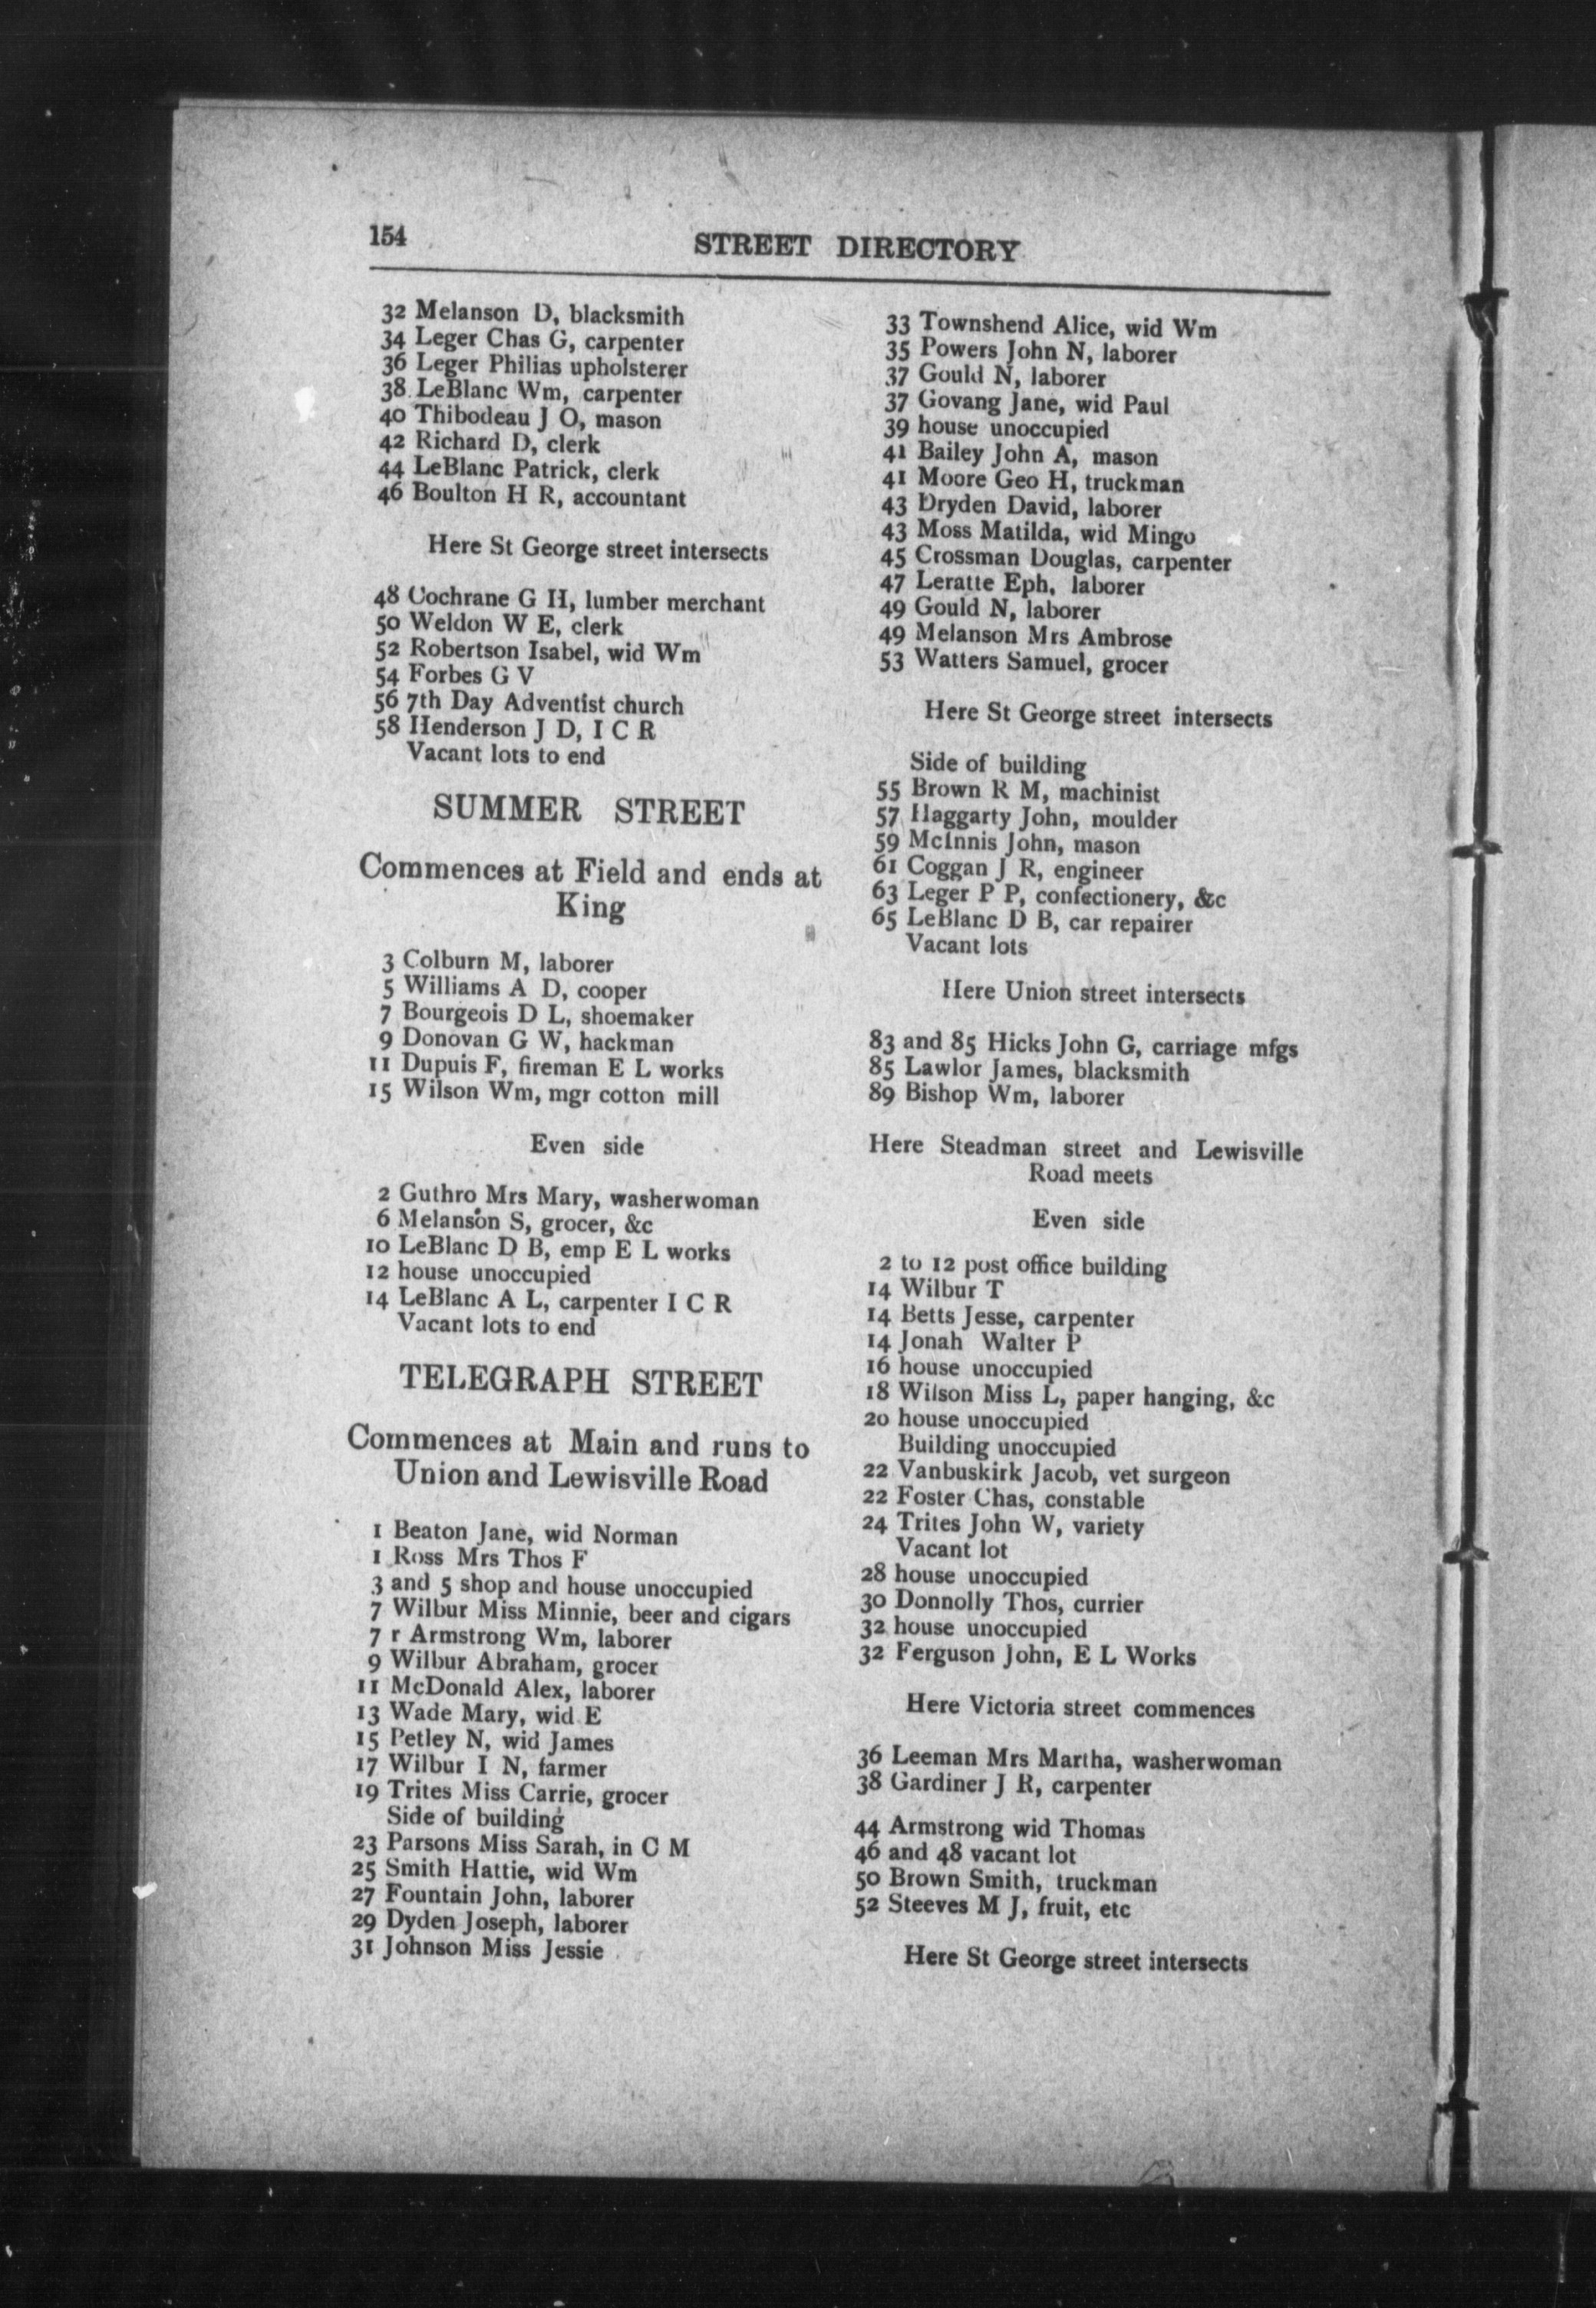 154
STREET DIRECTORY
32 Melanson D, blacksmith
34 Leger Chas G, carpenter
36 Leger Philias upholsterer
38 LeBlanc Wm, carpenter
40 Thibodeau J O, mason
42 Richard D, clerk
44 LeBlanc Patrick, clerk
46 Boulton H R, accountant
Here St George street intersects
48 Cochrane G H, lumber merchant
50 Weldon W E, clerk
52 Robertson Isabel, wid Wm
54 Forbes G V
56 7th Day Adventist church
58 Henderson J D, I C R
Vacant lots to end
SUMMER STREET
Commences at Field and ends at
King
3 Colburn M, laborer
5 Williams A D, cooper
7 Bourgeois D L, shoemaker
9 Donovan G W, hackman
11 Dupuis F, fireman E L works
15 Wilson Wm, mgr cotton mill
Even side
2 Guthro Mrs Mary, washerwoman
6 Melanson S, grocer, &c
10 LeBlanc D B, emp E L works
12 house unoccupied
14 LeBlanc A L, carpenter I C R
Vacant lots to end
TELEGRAPH STREET
Commences at Main and runs to
Union and Lewisville Road
1 Beaton Jane, wid Norman
1 Ross Mrs Thos F
3 and 5 shop and house unoccupied
7 Wilbur Miss Minnie, beer and cigars
7 r Armstrong Wm, laborer
9 Wilbur Abraham, grocer
11 McDonald Alex, laborer
13 Wade Mary, wid E
15 Petley N, wid James
17 Wilbur I N, farmer
19 Trites Miss Carrie, grocer
Side of building
23 Parsons Miss Sarah, in C M
25 Smith Hattie, wid Wm
27 Fountain John, laborer
29 Dyden Joseph, laborer
31 Johnson Miss Jessie
33 Townshend Alice, wid Wm
35 Powers John N, laborer
37 Gould N, laborer
37 Govang Jane, wid Paul
39 house unoccupied
41 Bailey John A, mason
41 Moore Geo H, truckman
43 Dryden David, laborer
43 Moss Matilda, wid Mingo
45 Crossman Douglas, carpenter
47 Leratte Eph, laborer
49 Gould N, laborer
49 Melanson Mrs Ambrose
53 Watters Samuel, grocer
Here St George street intersects
Side of building
55 Brown R M, machinist
57 Haggarty John, moulder
59 McInnis John, mason
61 Coggan J R, engineer
63 Leger P P, confectionery, &c
65 LeBlanc D B, car repairer
Vacant lots
Here Union street intersects
83 and 85 Hicks John G, carriage mfgs
85 Lawlor James, blacksmith
89 Bishop Wm, laborer
Here Steadman street and Lewisville
Road meets
Even side
2 to 12 post office building
14 Wilbur T
14 Betts Jesse, carpenter
14 Jonah Walter P
16 house unoccupied
18 Wilson Miss L, paper hanging, &c
20 house unoccupied
Building unoccupied
22 Vanbuskirk Jacob, vet surgeon
22 Foster Chas, constable
24 Trites John W, variety
Vacant lot
28 house unoccupied
30 Donnolly Thos, currier
32 house unoccupied
32 Ferguson John, E L Works
Here Victoria street commences
36 Leeman Mrs Martha, washerwoman
38 Gardiner J R, carpenter
44 Armstrong wid Thomas
46 and 48 vacant lot
50 Brown Smith, truckman
52 Steeves M J, fruit, etc
Here St George street intersects